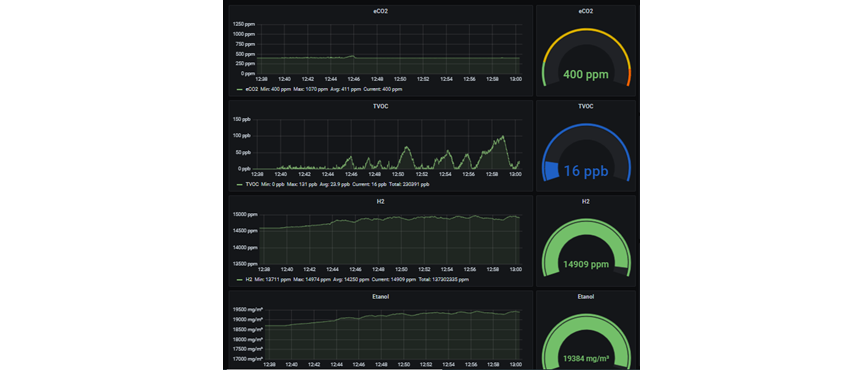 eCO2
1250 ppm
1000 ppm
750 ppm
500 ppm
250 ppm
0 ppm
12:38 12:40 12:42 12:44 12:46 12:48 12:50 12:52 12:54 12:56 12:58 13:00
eCO2 Min: 400 ppm Max: 1070 ppm Avg: 411 ppm Current: 400 ppm
eCO2
400 ppm
TVOC
150 ppb
100 ppb
50 ppb
0 ppb
12:38 12:40 12:42 12:44 12:46 12:48 12:50 12:52 12:54 12:56 12:58 13:00
TVOC Min: 0 ppb Max: 131 ppb Avg: 23.9 ppb Current: 16 ppb Total: 230391 ppb
TVOC
16 ppb
H2
15000 ppm
14500 ppm
14000 ppm
13500 ppm
12:38 12:40 12:42 12:44 12:46 12:48 12:50 12:52 12:54 12:56 12:58 13:00
H2 Min: 13711 ppm Max: 14974 ppm Avg: 14250 ppm Current: 14909 ppm Total: 137302335 ppm
H2
14909 ppm
Etanol
19500 mg/m³
19000 mg/m³
18500 mg/m³
18000 mg/m³
17500 mg/m³
17000 mg/m³
12:38 12:40 12:42 12:44 12:46 12:48 12:50 12:52 12:54 12:56 12:58 13:00
Etanol
19384 mg/m³